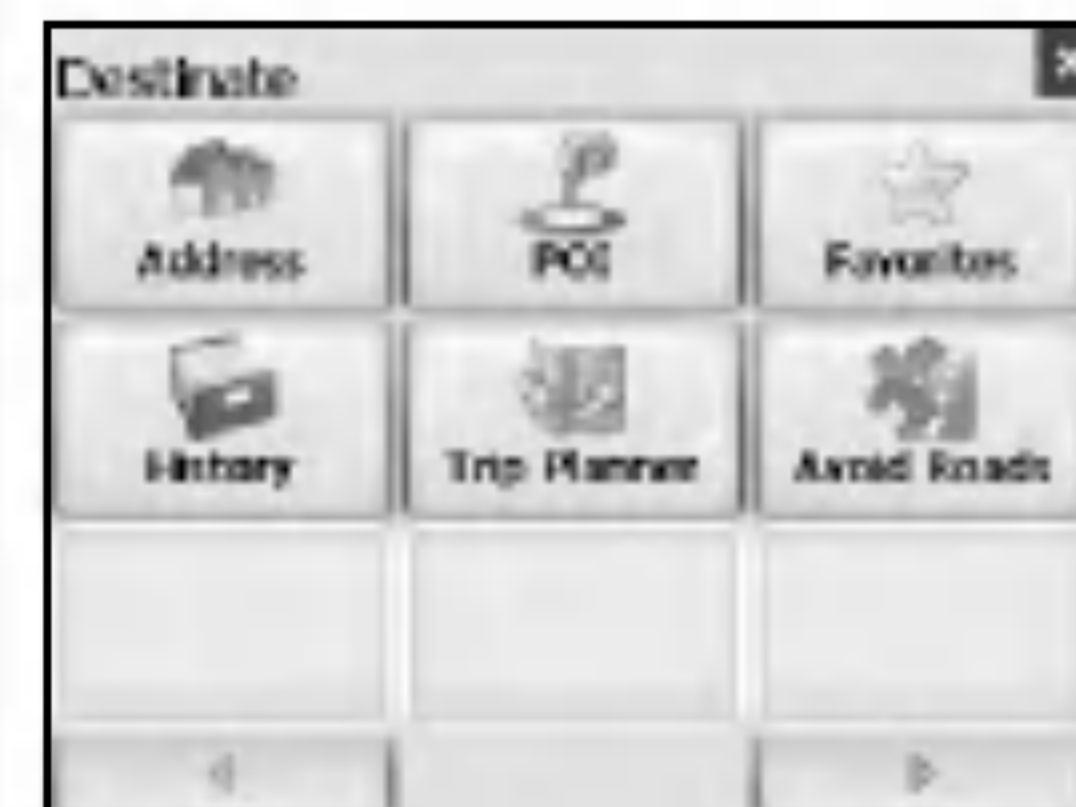 Destinate
Address
POI
Favorites
History
Trip Planner
Avoid Roads